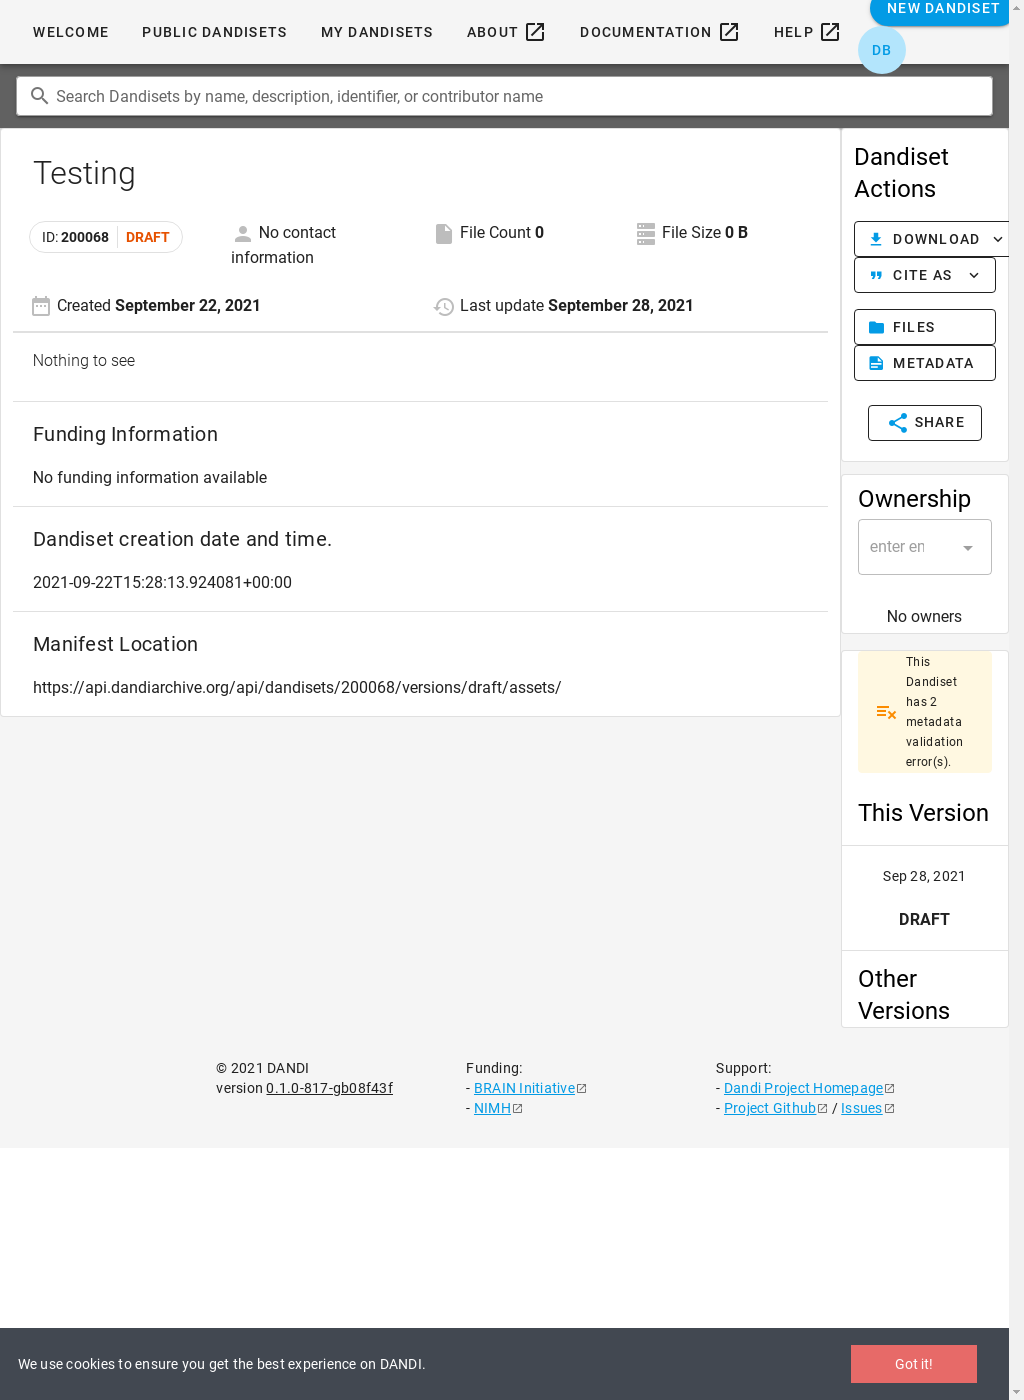 WELCOME PUBLIC DANDISETS MY DANDISETS ABOUT DOCUMENTATION HELP NEW DANDISET
DB
Search Dandisets by name, description, identifier, or contributor name
Testing
ID: 200068 DRAFT
No contact information
File Count 0
File Size 0 B
Created September 22, 2021
Last update September 28, 2021
Nothing to see
Funding Information
No funding information available
Dandiset creation date and time.
2021-09-22T15:28:13.924081+00:00
Manifest Location
https://api.dandiarchive.org/api/dandisets/200068/versions/draft/assets/
Dandiset
Actions
DOWNLOAD
CITE AS
FILES
METADATA
SHARE
Ownership
enter en
No owners
This
Dandiset
has 2
metadata
validation
error(s).
This Version
Sep 28, 2021
DRAFT
Other
Versions
© 2021 DANDI
version 0.1.0-817-gb08f43f
Funding:
- BRAIN Initiative
- NIMH
Support:
- Dandi Project Homepage
- Project Github / Issues
We use cookies to ensure you get the best experience on DANDI.
Got it!